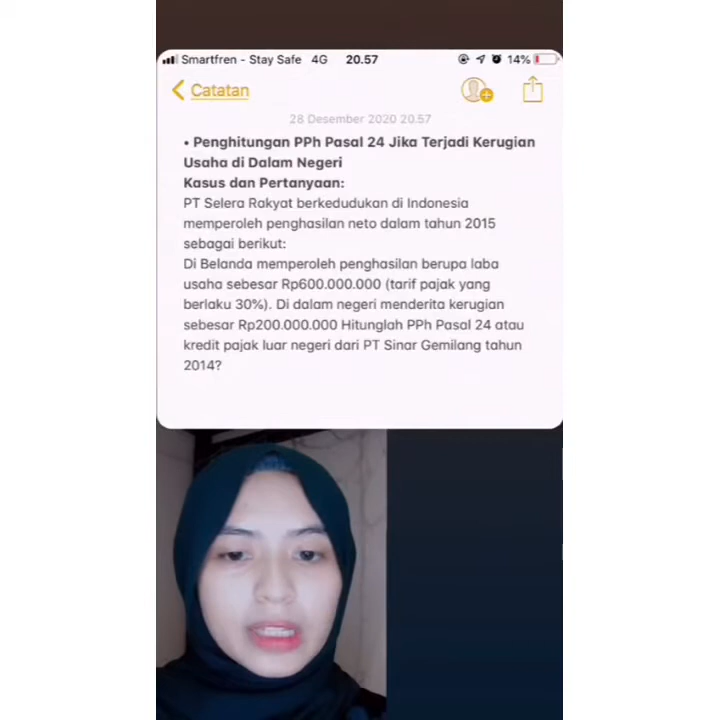 Smartfren - Stay Safe 4G 20.57 14%
Catatan
28 Desember 2020 20.57
• Penghitungan PPh Pasal 24 Jika Terjadi Kerugian
Usaha di Dalam Negeri
Kasus dan Pertanyaan:
PT Selera Rakyat berkedudukan di Indonesia
memperoleh penghasilan neto dalam tahun 2015
sebagai berikut:
Di Belanda memperoleh penghasilan berupa laba
usaha sebesar Rp600.000.000 (tarif pajak yang
berlaku 30%). Di dalam negeri menderita kerugian
sebesar Rp200.000.000 Hitunglah PPh Pasal 24 atau
kredit pajak luar negeri dari PT Sinar Gemilang tahun
2014?